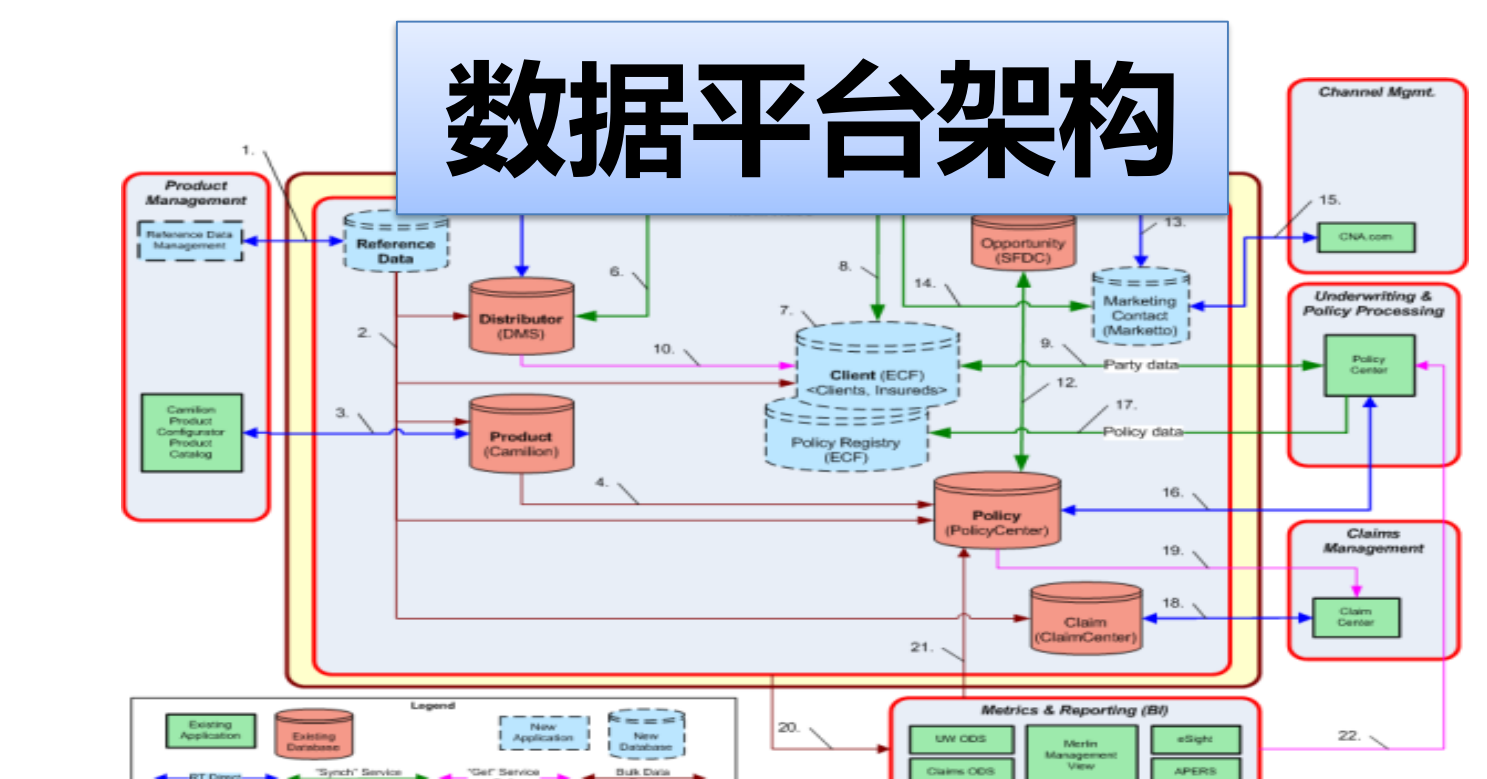 数据平台架构
Channel Mgmt.
1.
Product
Management
Reference Data
Management
Reference
Data
15.
CNA.com
13.
Opportunity
(SFDC)
6.
8.
14.
Marketing
Contact
(Marketto)
Underwriting &
Policy Processing
7.
Distributor
(DMS)
2.
10.
9.
Party data
Policy
Center
Client (ECF)
<Clients, Insureds>
12.
3.
17.
Camilion
Product
Configurator
Product
Catalog
Product
(Camilion)
Policy data
Policy Registry
(ECF)
4.
16.
Policy
(PolicyCenter)
Claims
Management
19.
18.
Claim
Center
Claim
(ClaimCenter)
21.
Legend
Existing
Application
Existing
Database
New
Application
New
Database
RT Direct
"Synch" Service
"Get" Service
Bulk Data
20.
Metrics & Reporting (BI)
UW ODS
Claims ODS
Merlin
Management
View
eSight
APERS
22.